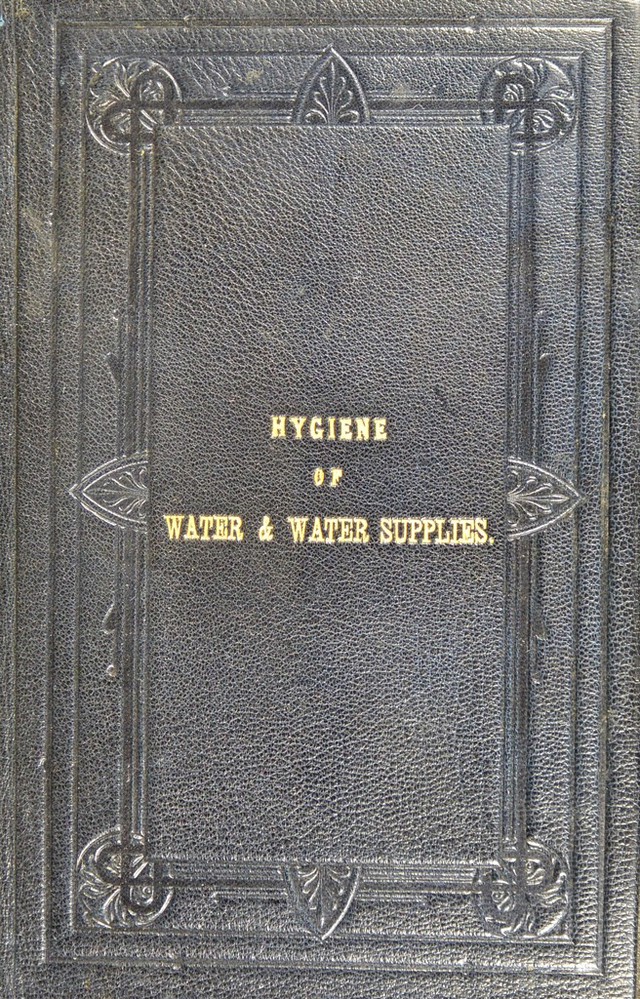 HYGIENE
OF
WATER & WATER SUPPLIES.